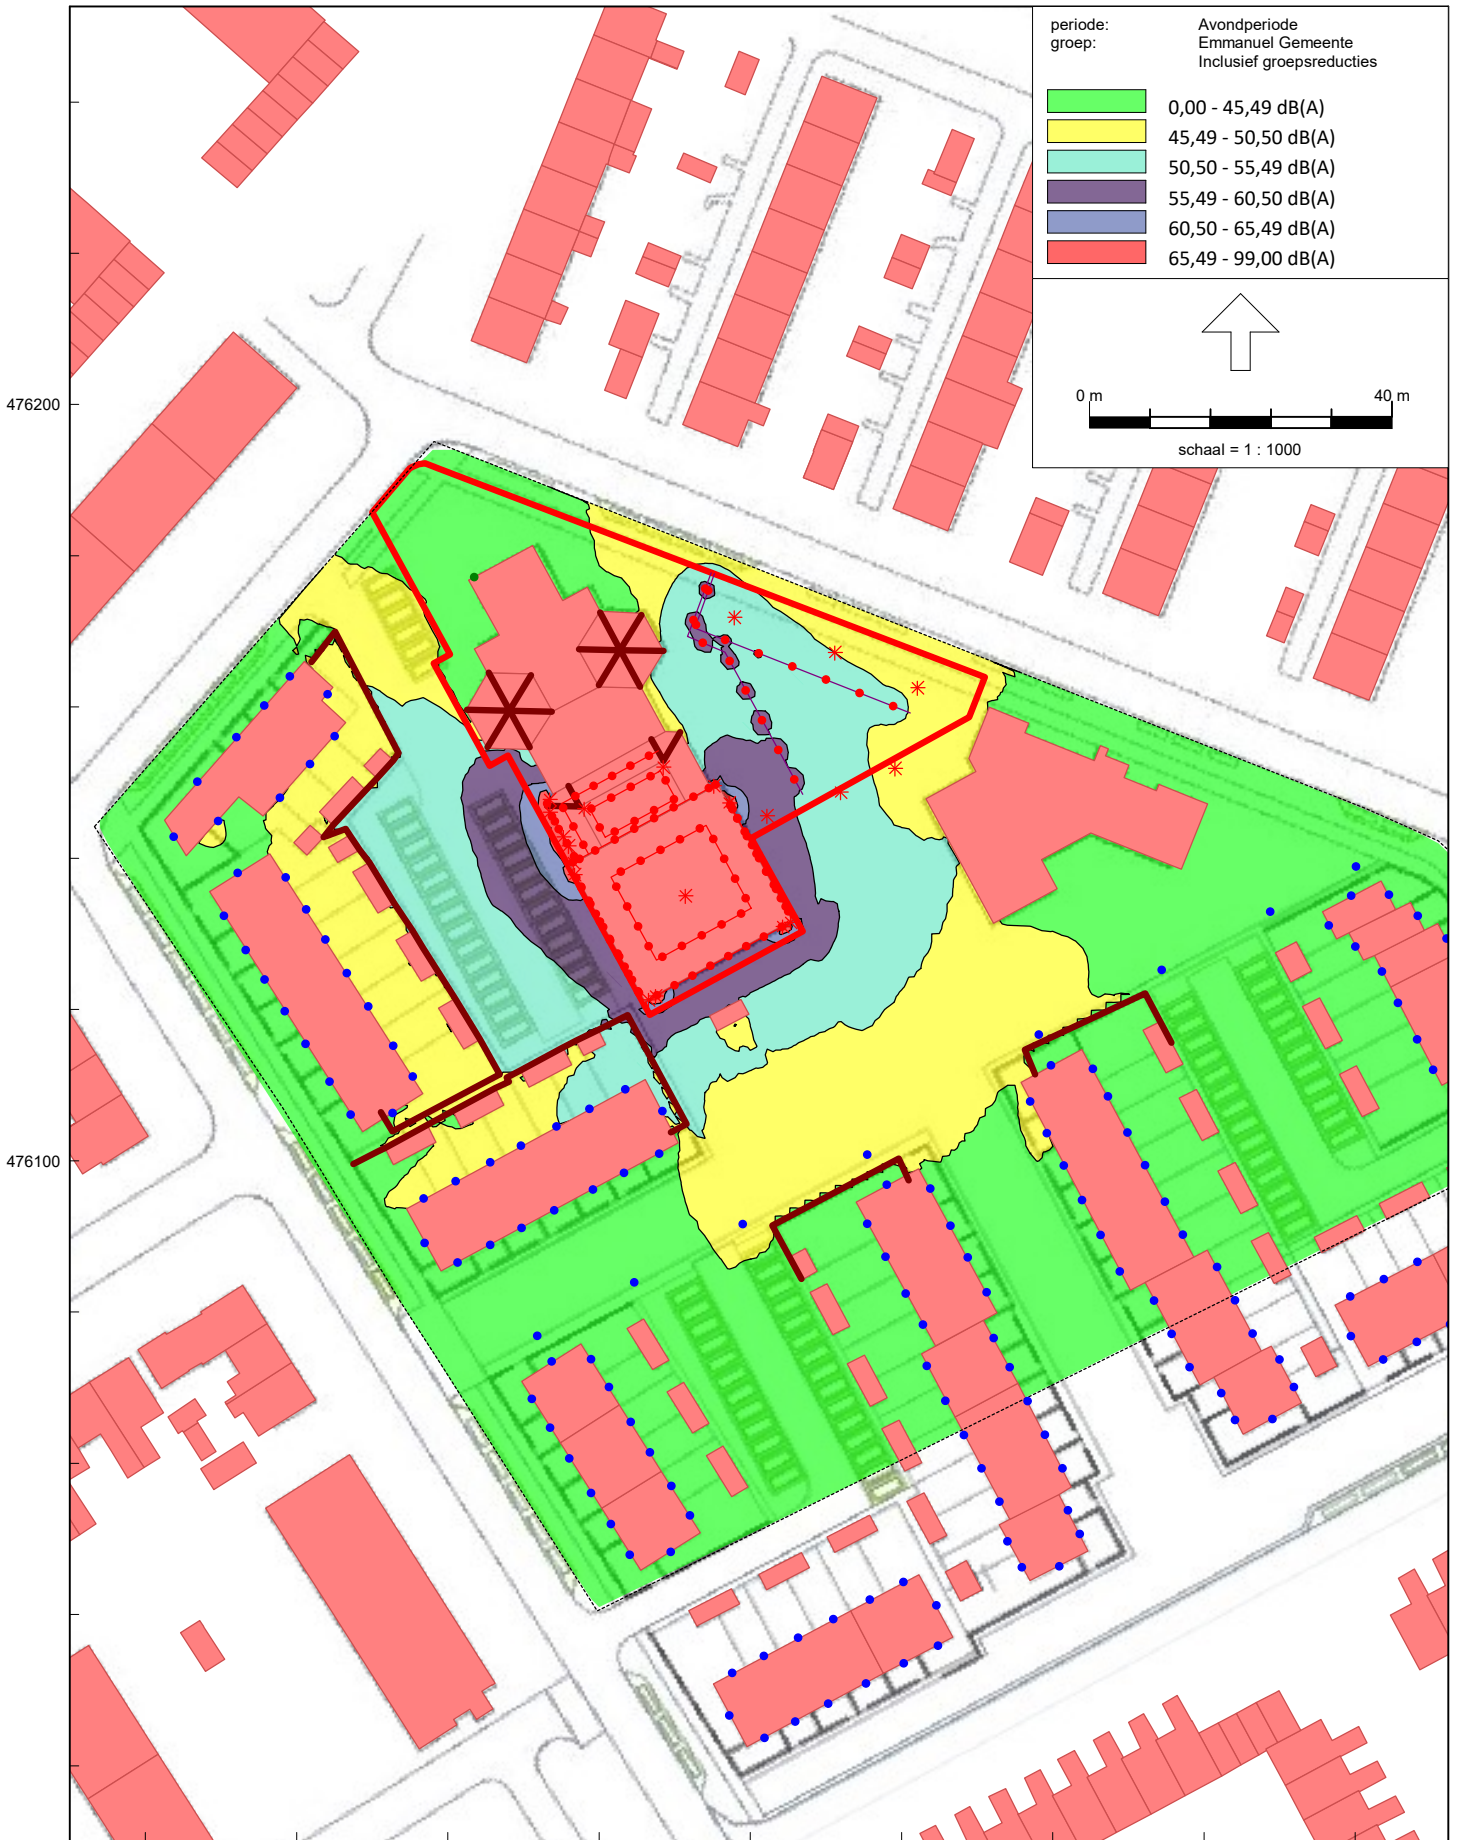 periode: Avondperiode
groep: Emmanuel Gemeente
Inclusief groepsreducties
0,00 - 45,49 dB(A)
45,49 - 50,50 dB(A)
50,50 - 55,49 dB(A)
55,49 - 60,50 dB(A)
60,50 - 65,49 dB(A)
65,49 - 99,00 dB(A)
0 m 40 m
schaal = 1 : 1000
476200
476100